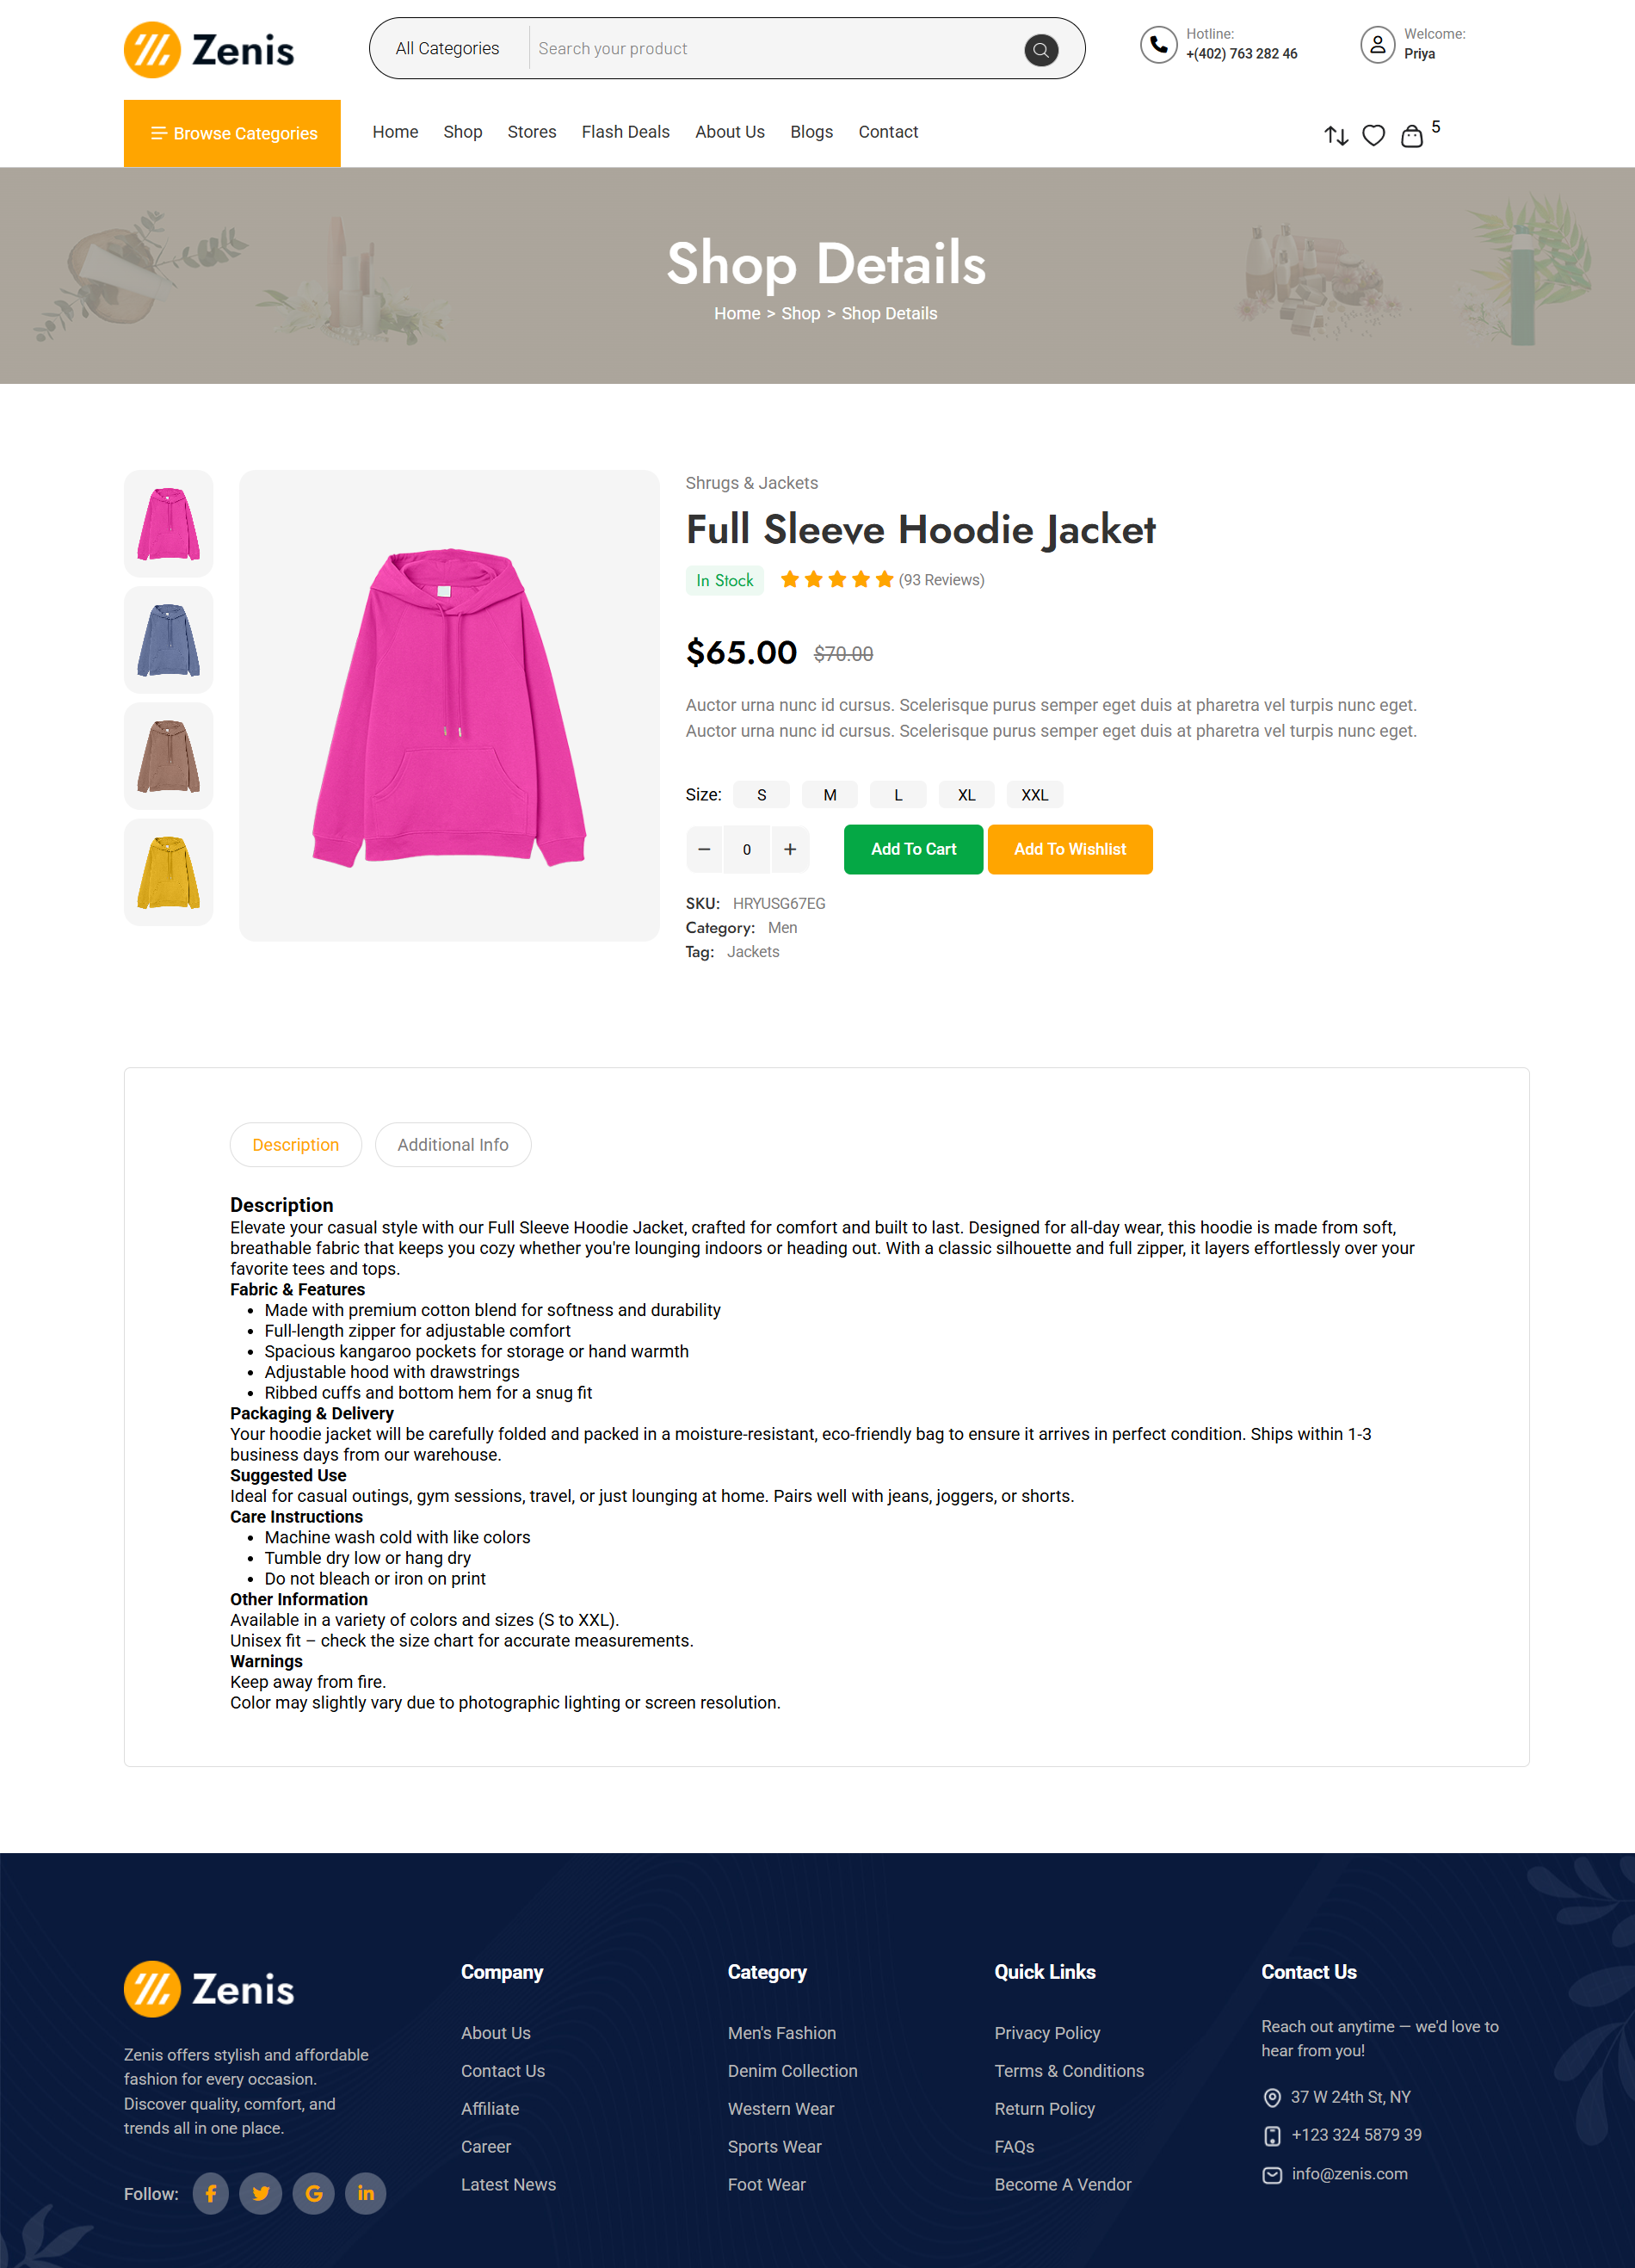 Zenis
All Categories
Search your product
Hotline:
+(402) 763 282 46
Welcome:
Priya
Browse Categories
Home
Shop
Stores
Flash Deals
About Us
Blogs
Contact
5
Shop Details
Home > Shop > Shop Details
Shrugs & Jackets
Full Sleeve Hoodie Jacket
In Stock
(93 Reviews)
$65.00 $70.00
Auctor urna nunc id cursus. Scelerisque purus semper eget duis at pharetra vel turpis nunc eget.
Auctor urna nunc id cursus. Scelerisque purus semper eget duis at pharetra vel turpis nunc eget.
Size: S M L XL XXL
− 0 +
Add To Cart
Add To Wishlist
SKU: HRYUSG67EG
Category: Men
Tag: Jackets
Description
Additional Info
Description
Elevate your casual style with our Full Sleeve Hoodie Jacket, crafted for comfort and built to last. Designed for all-day wear, this hoodie is made from soft,
breathable fabric that keeps you cozy whether you're lounging indoors or heading out. With a classic silhouette and full zipper, it layers effortlessly over your
favorite tees and tops.
Fabric & Features
• Made with premium cotton blend for softness and durability
• Full-length zipper for adjustable comfort
• Spacious kangaroo pockets for storage or hand warmth
• Adjustable hood with drawstrings
• Ribbed cuffs and bottom hem for a snug fit
Packaging & Delivery
Your hoodie jacket will be carefully folded and packed in a moisture-resistant, eco-friendly bag to ensure it arrives in perfect condition. Ships within 1-3
business days from our warehouse.
Suggested Use
Ideal for casual outings, gym sessions, travel, or just lounging at home. Pairs well with jeans, joggers, or shorts.
Care Instructions
• Machine wash cold with like colors
• Tumble dry low or hang dry
• Do not bleach or iron on print
Other Information
Available in a variety of colors and sizes (S to XXL).
Unisex fit – check the size chart for accurate measurements.
Warnings
Keep away from fire.
Color may slightly vary due to photographic lighting or screen resolution.
Zenis
Zenis offers stylish and affordable
fashion for every occasion.
Discover quality, comfort, and
trends all in one place.
Follow:
Company
About Us
Contact Us
Affiliate
Career
Latest News
Category
Men's Fashion
Denim Collection
Western Wear
Sports Wear
Foot Wear
Quick Links
Privacy Policy
Terms & Conditions
Return Policy
FAQs
Become A Vendor
Contact Us
Reach out anytime — we'd love to
hear from you!
37 W 24th St, NY
+123 324 5879 39
info@zenis.com